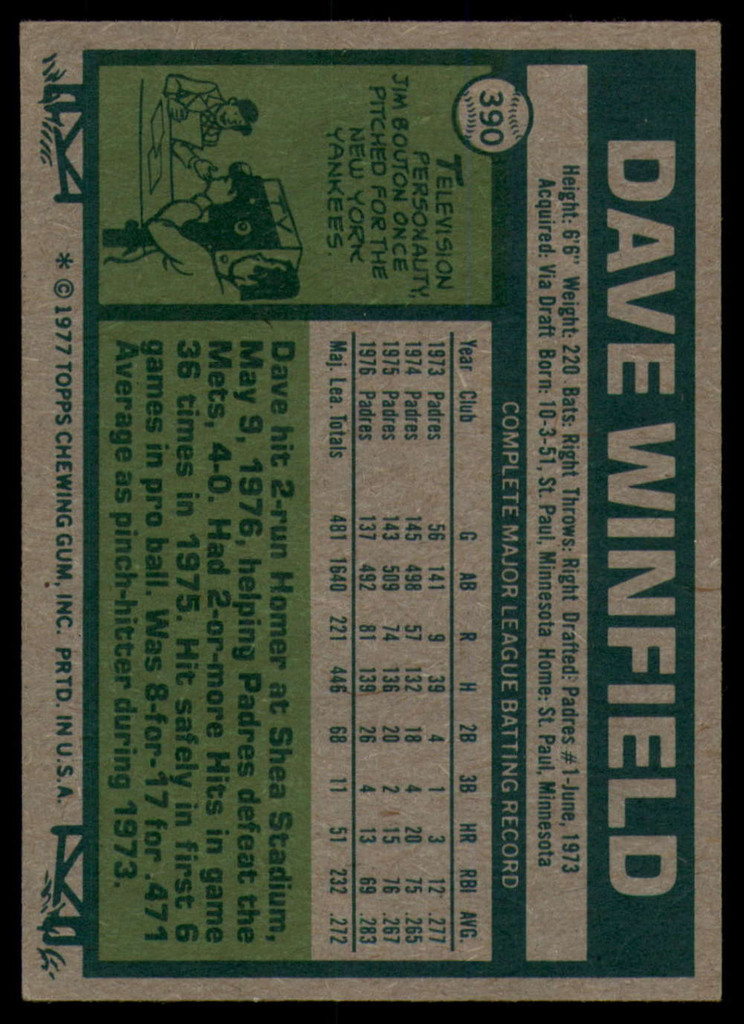 390
DAVE WINFIELD
Height: 6'6" Weight: 220 Bats: Right Throws: Right Drafted: Padres #1-June, 1973
Acquired: Via Draft Born: 10-3-51, St. Paul, Minnesota Home: St. Paul, Minnesota
COMPLETE MAJOR LEAGUE BATTING RECORD
Year Club G AB R H 2B 3B HR RBI AVG.
1973 Padres 56 141 9 39 4 1 3 12 .277
1974 Padres 145 498 57 132 18 4 20 75 .265
1975 Padres 143 509 74 136 20 2 15 76 .267
1976 Padres 137 492 81 139 26 4 13 69 .283
Maj. Lea. Totals 481 1640 221 446 68 11 51 232 .272
TELEVISION
PERSONALITY,
JIM BOUTON ONCE
PITCHED FOR THE
NEW YORK
YANKEES.
TV
Dave hit 2-run Homer at Shea Stadium,
May 9, 1976, helping Padres defeat the
Mets, 4-0. Had 2-or-more Hits in game
36 times in 1975. Hit safely in first 6
games in pro ball. Was 8-for-17 for .471
Average as pinch-hitter during 1973.
* © 1977 TOPPS CHEWING GUM, INC. PRTD. IN U.S.A.